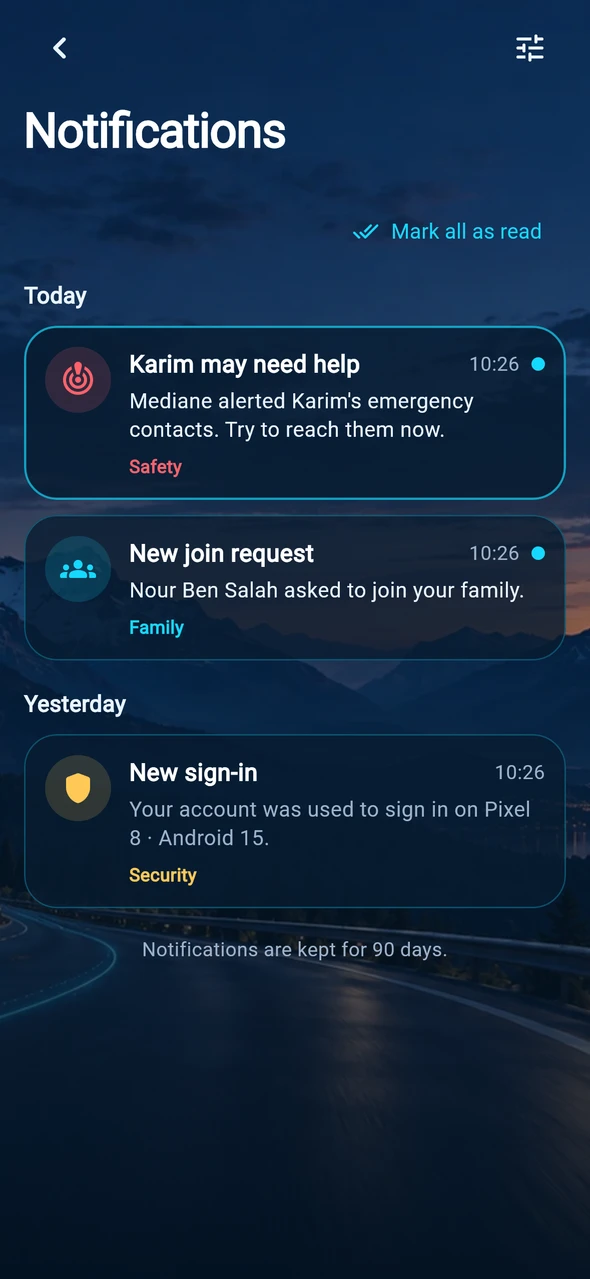 Notifications
Mark all as read
Today
Karim may need help 10:26
Mediane alerted Karim's emergency
contacts. Try to reach them now.
Safety
New join request 10:26
Nour Ben Salah asked to join your family.
Family
Yesterday
New sign-in 10:26
Your account was used to sign in on Pixel
8 · Android 15.
Security
Notifications are kept for 90 days.